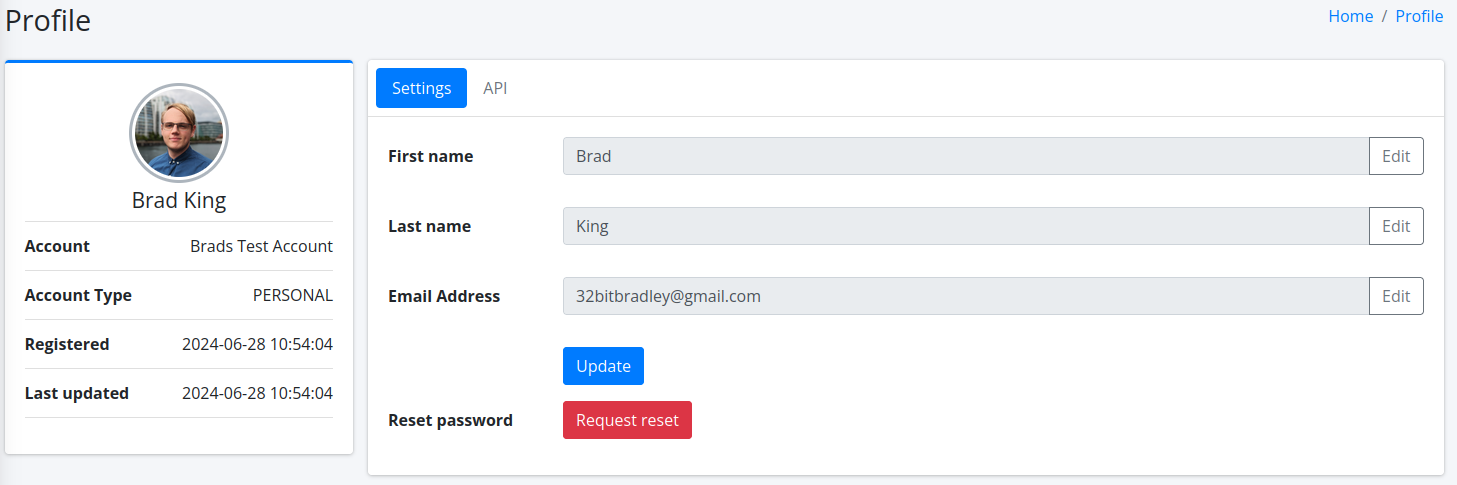 Profile
Home / Profile
Brad King
Account Brads Test Account
Account Type PERSONAL
Registered 2024-06-28 10:54:04
Last updated 2024-06-28 10:54:04
Settings API
First name Brad Edit
Last name King Edit
Email Address 32bitbradley@gmail.com Edit
Update
Reset password Request reset